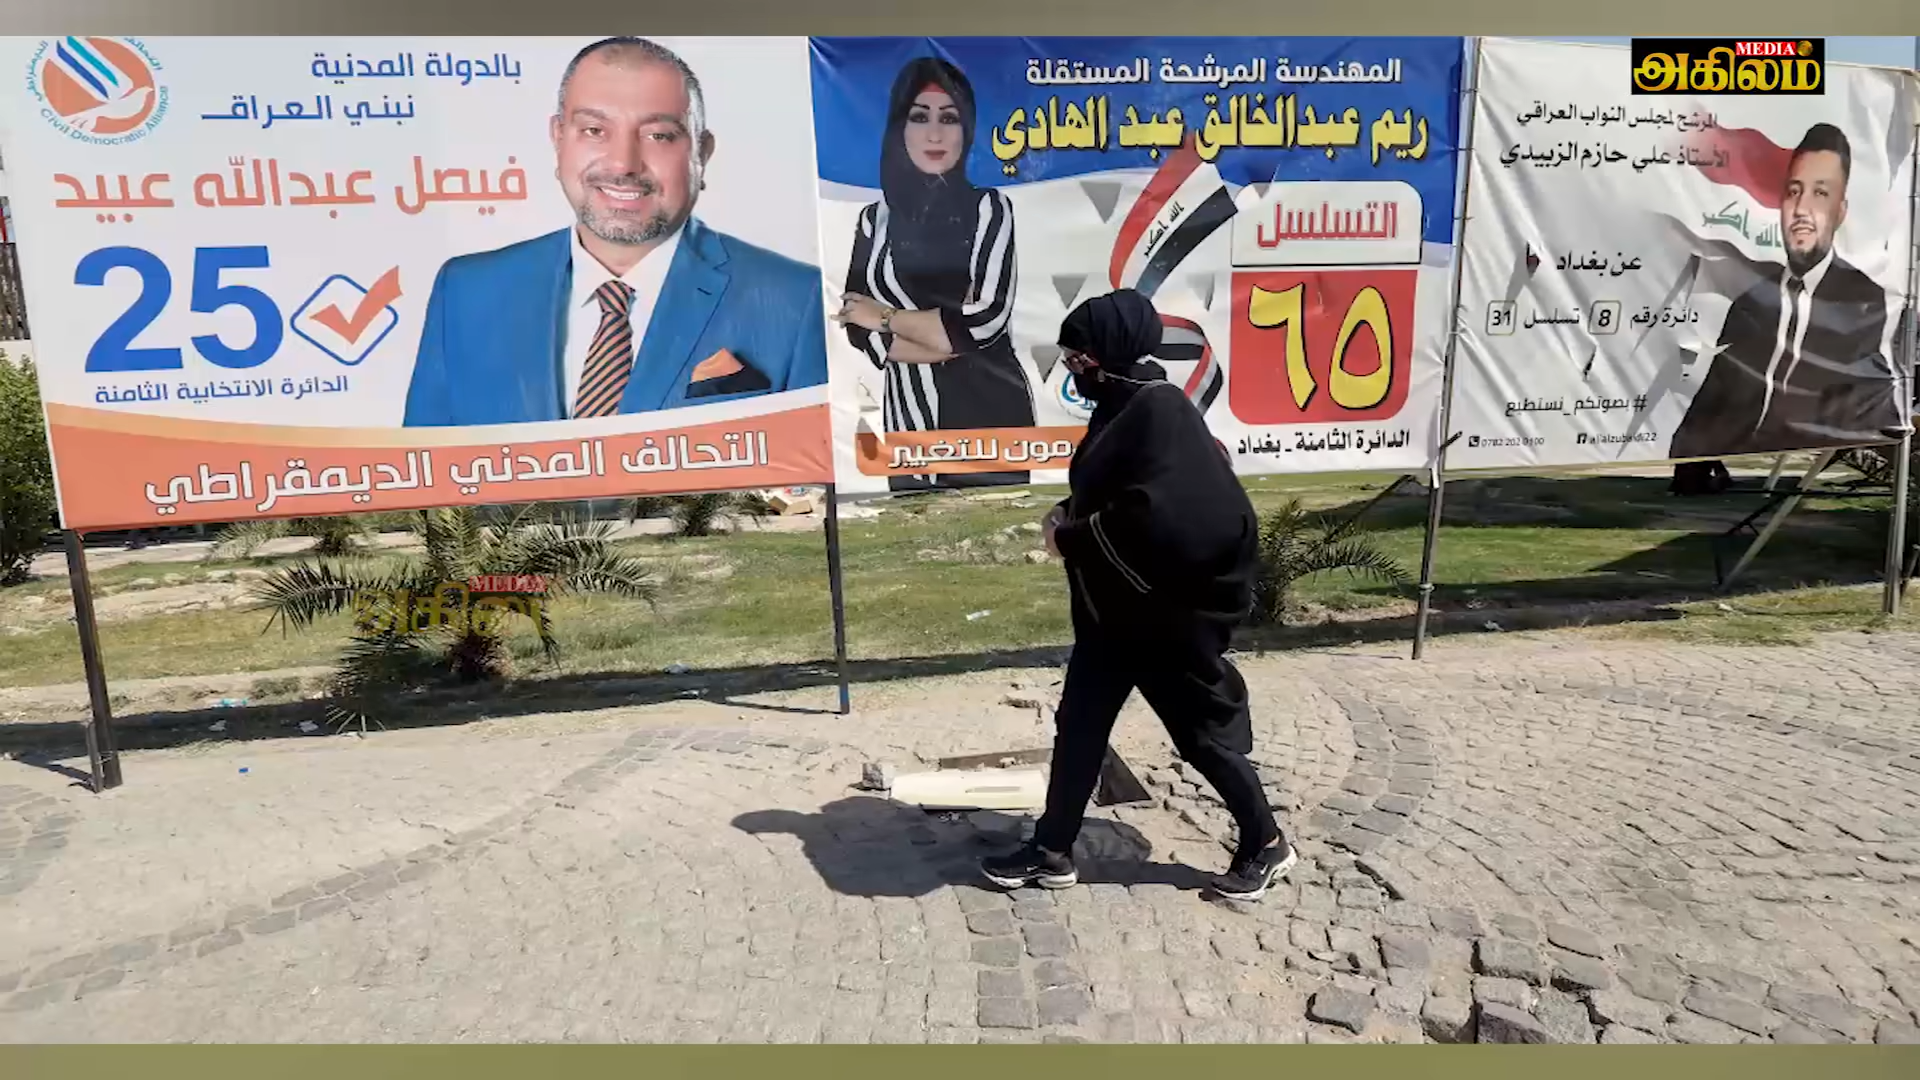 Civil Democratic Alliance
بالدولة المدنية
نبني العراق
فيصل عبدالله عبيد
25
الدائرة الانتخابية الثامنة
التحالف المدني الديمقراطي
المهندسة المرشحة المستقلة
ريم عبدالخالق عبد الهادي
الله اكبر
التسلسل
٦٥
مون للتغيير
الدائرة الثامنة - بغداد
المرشح لمجلس النواب العراقي
الأستاذ علي حازم الزبيدي
الله اكبر
عن بغداد
دائرة رقم 8 تسلسل 31
#بصوتكم_نستطيع
MEDIA
அகிலம்
MEDIA